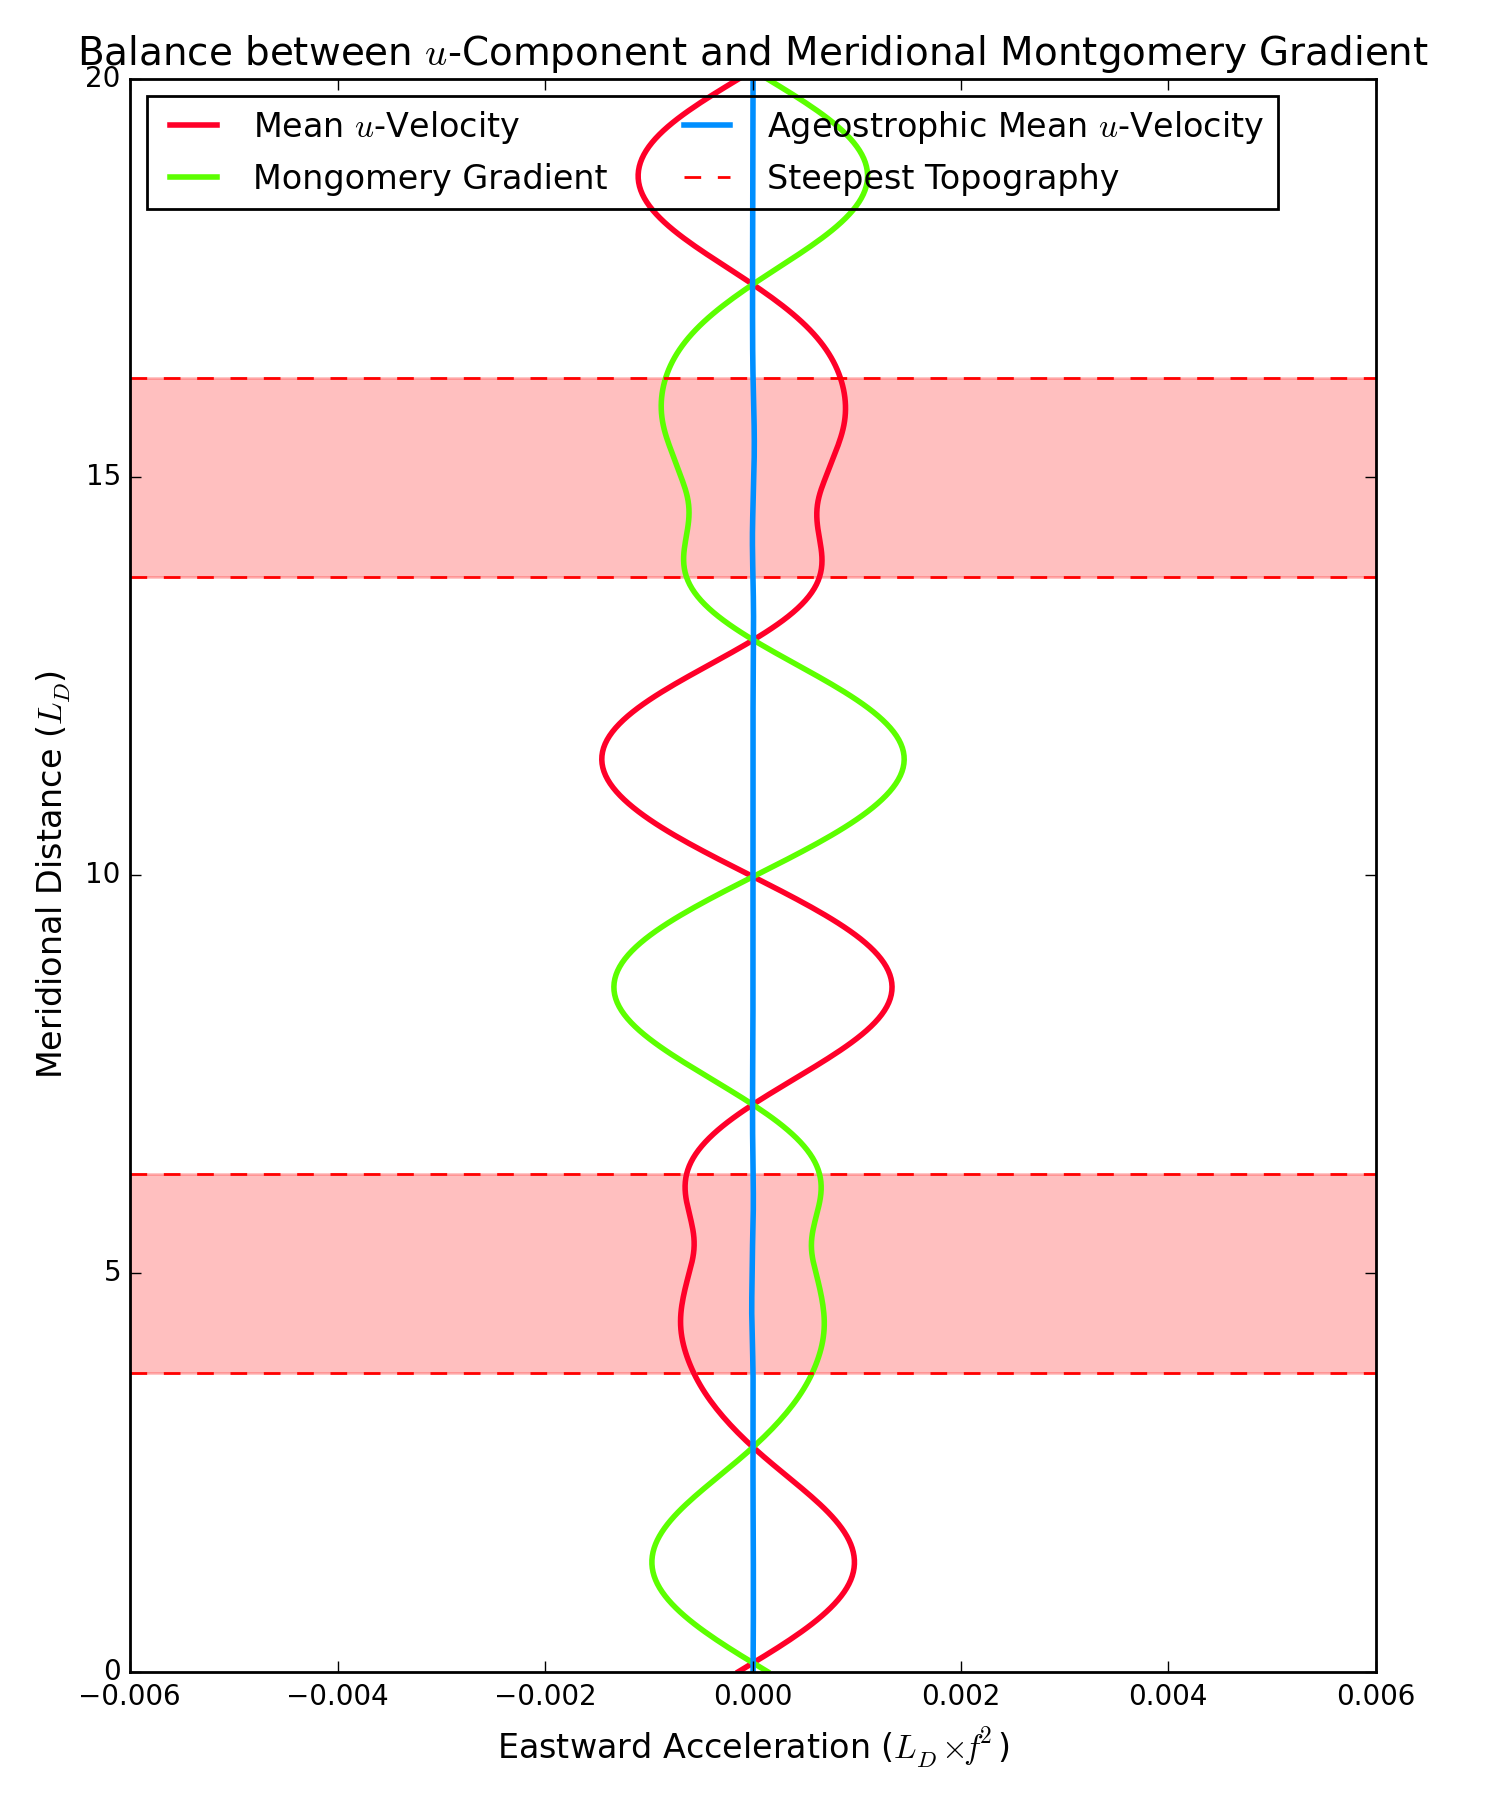 Balance between u-Component and Meridional Montgomery Gradient
Mean u-Velocity
Mongomery Gradient
Ageostrophic Mean u-Velocity
Steepest Topography
20
15
10
5
0
Meridional Distance (L_D)
−0.006 −0.004 −0.002 0.000 0.002 0.004 0.006
Eastward Acceleration (L_D × f²)